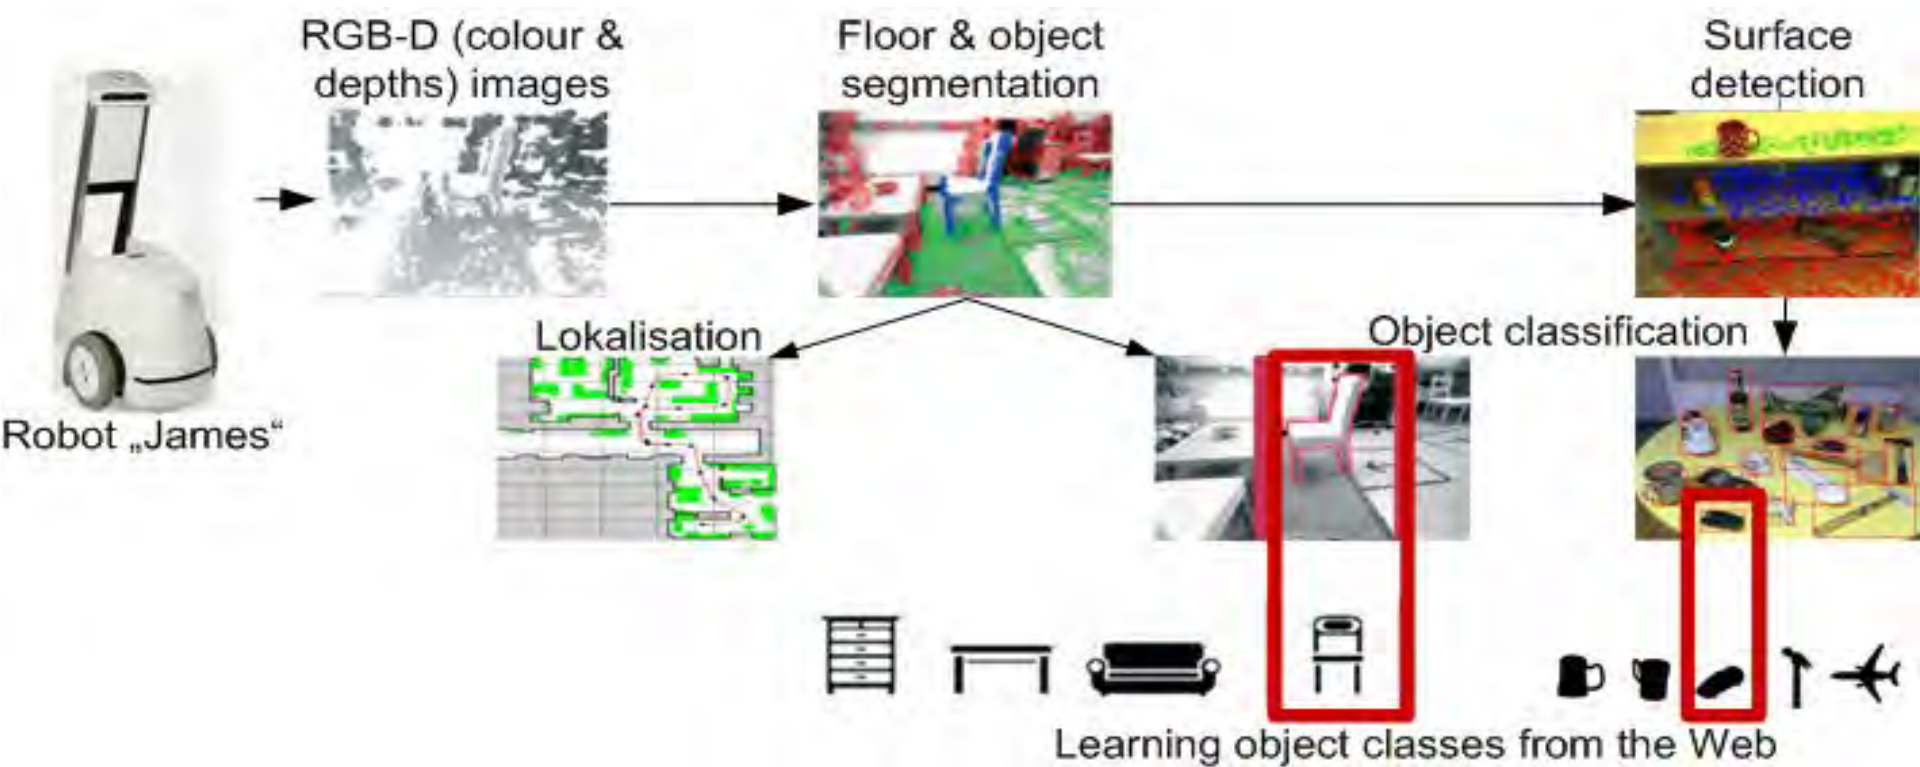 RGB-D (colour &
depths) images
Floor & object
segmentation
Surface
detection
Lokalisation
Object classification
Robot „James“
Learning object classes from the Web